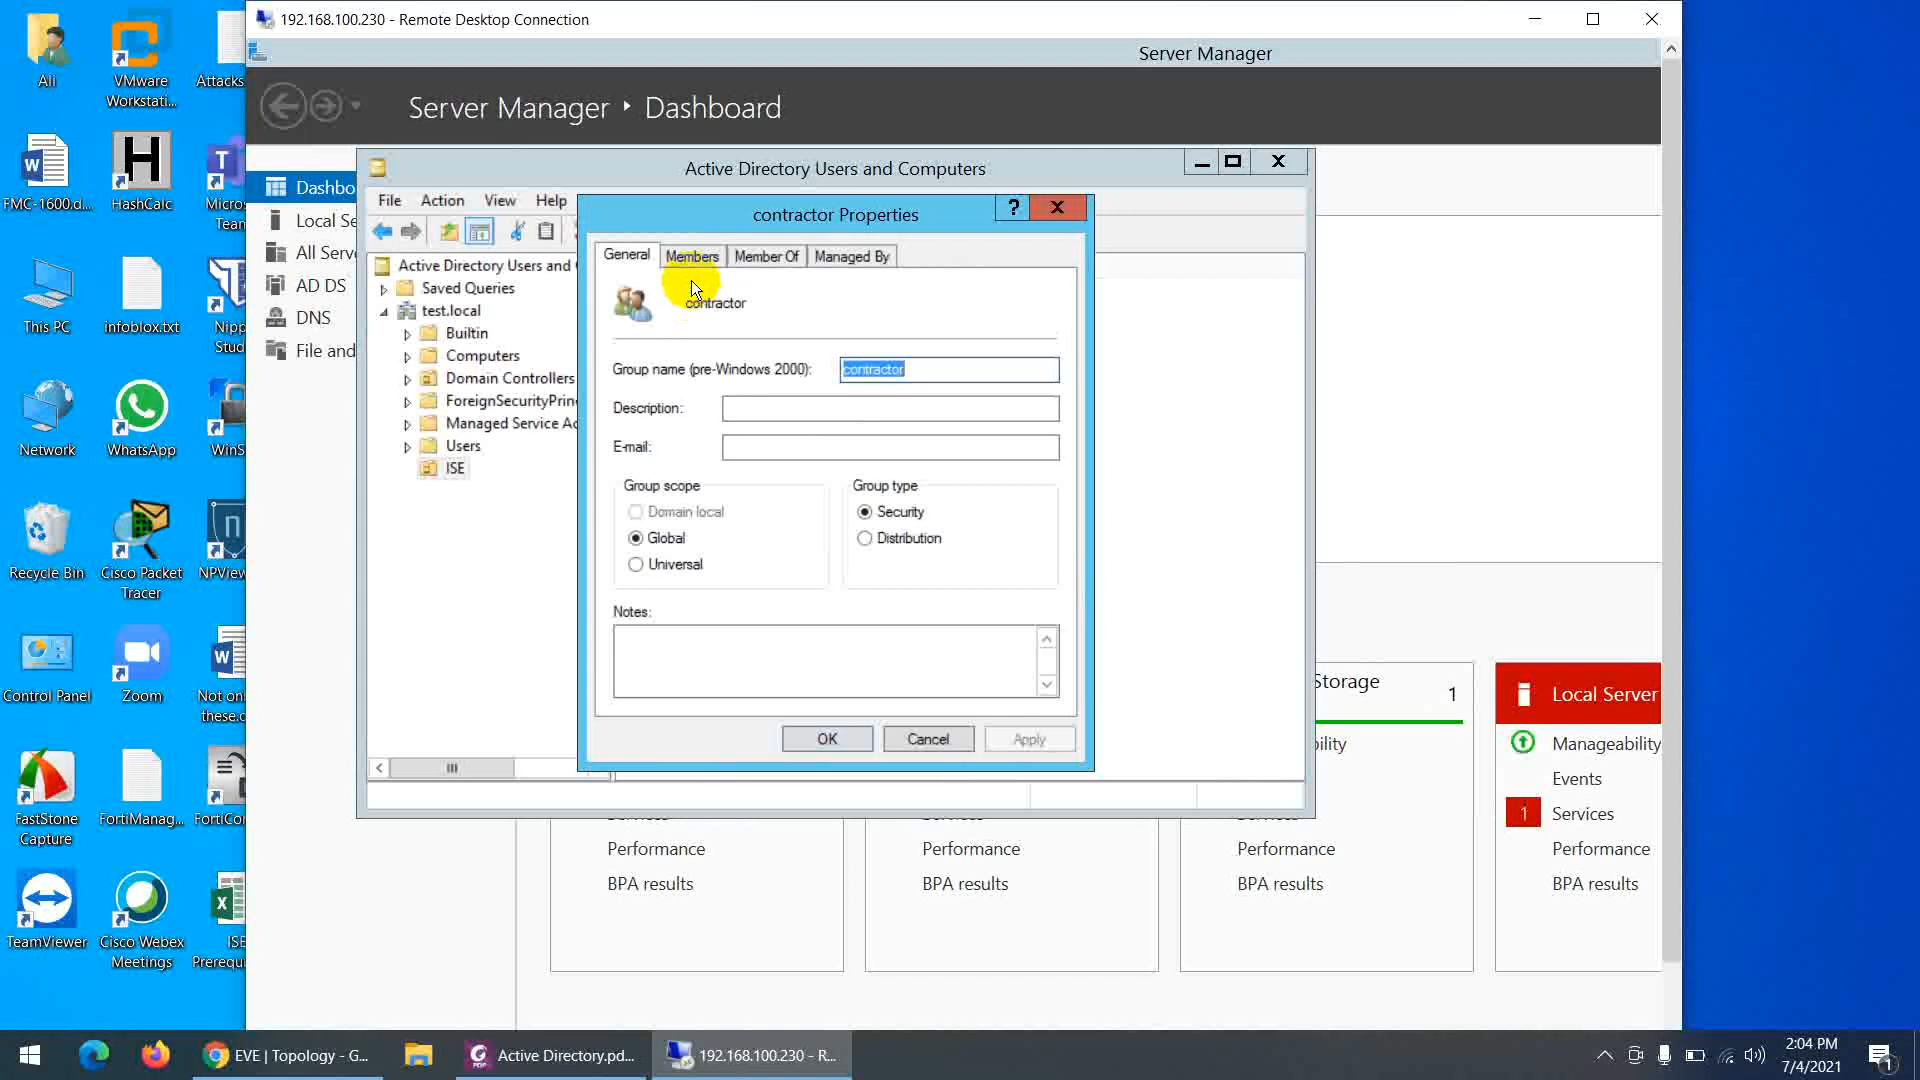 192.168.100.230 - Remote Desktop Connection
Server Manager
Server Manager
Dashboard
Ali
VMware
Workstati...
Attacks
FMC-1600.d...
HashCalc
Micros
Team
This PC
infoblox.txt
Nipp
Stud
Network
WhatsApp
WinS
Recycle Bin
Cisco Packet
Tracer
NPView
Control Panel
Zoom
Not on
these.d
FastStone
Capture
FortiManag...
FortiCon
TeamViewer
Cisco Webex
Meetings
ISE
Prerequ
Dashbo
Local Se
All Serv
AD DS
DNS
File and
Active Directory Users and Computers
File
Action
View
Help
Active Directory Users and
Saved Queries
test.local
Builtin
Computers
Domain Controllers
ForeignSecurityPrin
Managed Service Ac
Users
ISE
contractor Properties
?
General
Members
Member Of
Managed By
contractor
Group name (pre-Windows 2000):
contractor
Description:
E-mail:
Group scope
Domain local
Global
Universal
Group type
Security
Distribution
Notes:
OK
Cancel
Apply
Performance
BPA results
Performance
BPA results
Storage
1
Performance
BPA results
Local Server
Manageability
Events
1
Services
Performance
BPA results
EVE | Topology - G...
Active Directory.pd...
192.168.100.230 - R...
2:04 PM
7/4/2021
1